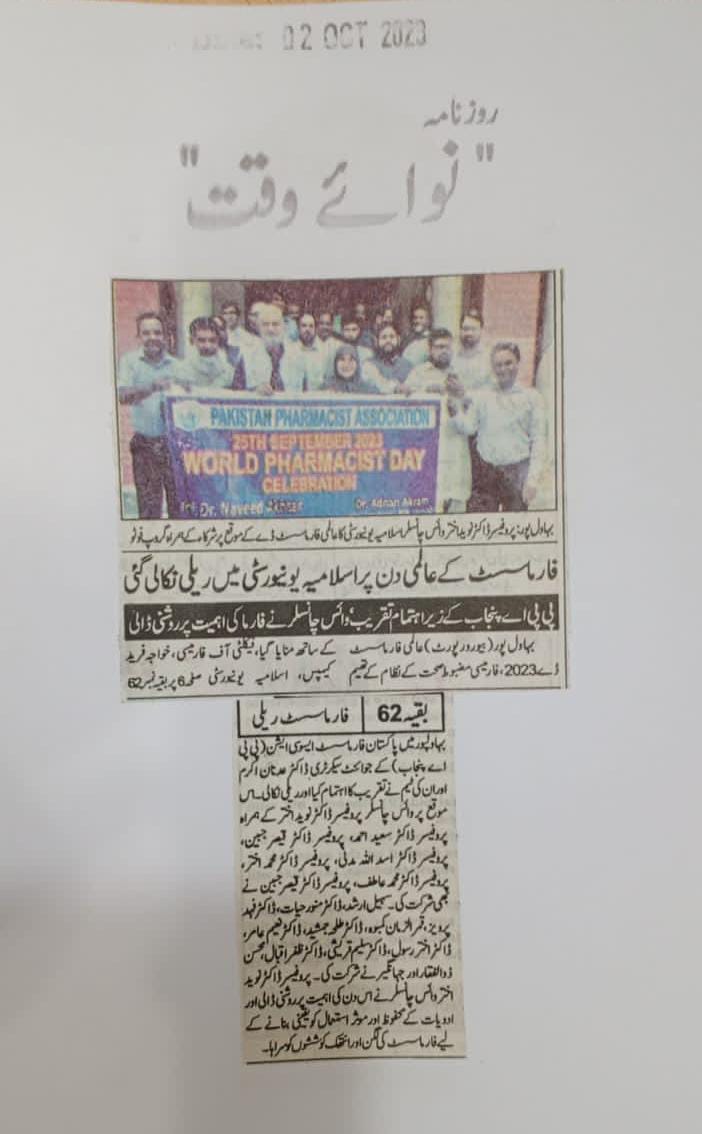 02 OCT 2023
روزنامہ
"نوائے وقت"
PAKISTAN PHARMACIST ASSOCIATION
25TH SEPTEMBER 2023
WORLD PHARMACIST DAY
CELEBRATION
Dr. Naveed Akhtar
Dr. Adnan Akram
بہاول پور: پروفیسر ڈاکٹر نوید اختر وائس چانسلر اسلامیہ یونیورسٹی کا عالمی فارماسسٹ ڈے کے موقع پر شرکاء کے ہمراہ گروپ فوٹو
فارماسسٹ کے عالمی دن پر اسلامیہ یونیورسٹی میں ریلی نکالی گئی
پی پی اے پنجاب کے زیر اہتمام تقریب، وائس چانسلر نے فارما کی اہمیت پر روشنی ڈالی
بہاول پور (بیورو رپورٹ) عالمی فارماسسٹ
ڈے 2023، فارمیسی مضبوط صحت کے نظام کے تھیم
کے ساتھ منایا گیا، فیکلٹی آف فارمیسی، خواجہ فرید
کیمپس، اسلامیہ یونیورسٹی صفحہ 6 پر بقیہ نمبر 62
بقیہ 62
فارماسسٹ ریلی
بہاولپور میں پاکستان فارماسسٹ ایسوسی ایشن (پی پی
اے پنجاب) کے جوائنٹ سیکرٹری ڈاکٹر عدنان اکرم
اور ان کی ٹیم نے تقریب کا اہتمام کیا اور ریلی نکالی۔ اس
موقع پر وائس چانسلر پروفیسر ڈاکٹر نوید اختر کے ہمراہ
پروفیسر ڈاکٹر سعید احمد، پروفیسر ڈاکٹر قیصر جبین،
پروفیسر ڈاکٹر اسد اللہ مدنی، پروفیسر ڈاکٹر محمد اختر،
پروفیسر ڈاکٹر محمد عاطف، پروفیسر ڈاکٹر قیصر جبین نے
بھی شرکت کی۔ سہیل ارشد، ڈاکٹر منور حیات، ڈاکٹر فہد
پرویز، قمر الزمان کمبوہ، ڈاکٹر طلحہ جمشید، ڈاکٹر نعیم عامر،
ڈاکٹر اختر رسول، ڈاکٹر سلیم قریشی، ڈاکٹر ظفر اقبال، محسن
ذوالفقار اور جہانگیر نے شرکت کی۔ پروفیسر ڈاکٹر نوید
اختر وائس چانسلر نے اس دن کی اہمیت پر روشنی ڈالی اور
ادویات کے محفوظ اور موثر استعمال کو یقینی بنانے کے
لیے فارماسسٹ کی لگن اور انتھک کوششوں کو سراہا۔